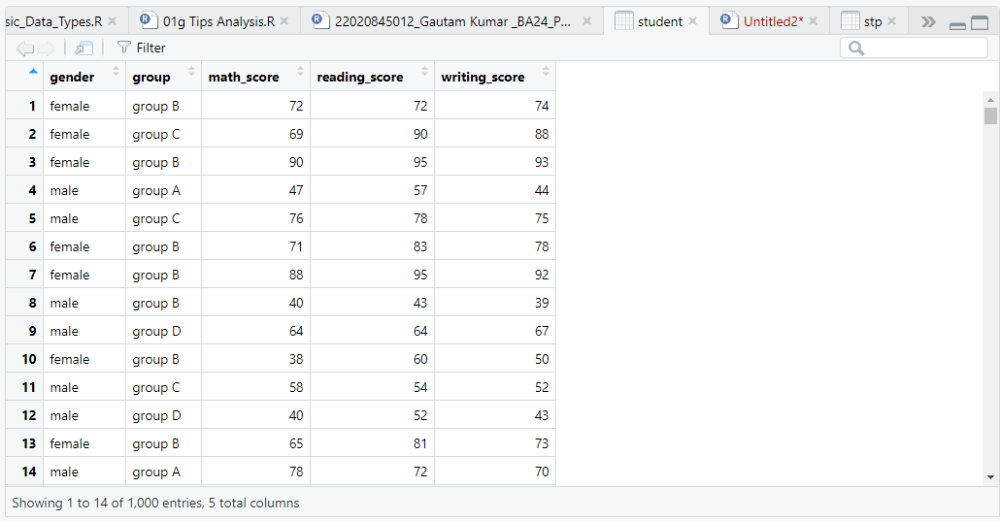 sic_Data_Types.R 01g Tips Analysis.R 22020845012_Gautam Kumar _BA24_P... student Untitled2* stp
Filter
gender group math_score reading_score writing_score
1 female group B 72 72 74
2 female group C 69 90 88
3 female group B 90 95 93
4 male group A 47 57 44
5 male group C 76 78 75
6 female group B 71 83 78
7 female group B 88 95 92
8 male group B 40 43 39
9 male group D 64 64 67
10 female group B 38 60 50
11 male group C 58 54 52
12 male group D 40 52 43
13 female group B 65 81 73
14 male group A 78 72 70
Showing 1 to 14 of 1,000 entries, 5 total columns